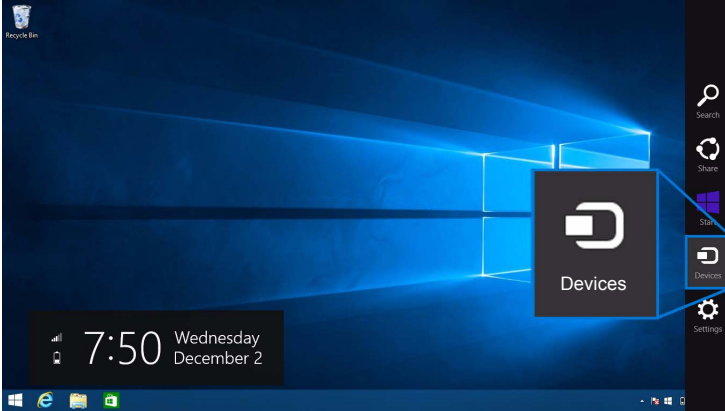 Recycle Bin
Search
Share
Start
Devices
Devices
Settings
7:50
Wednesday
December 2